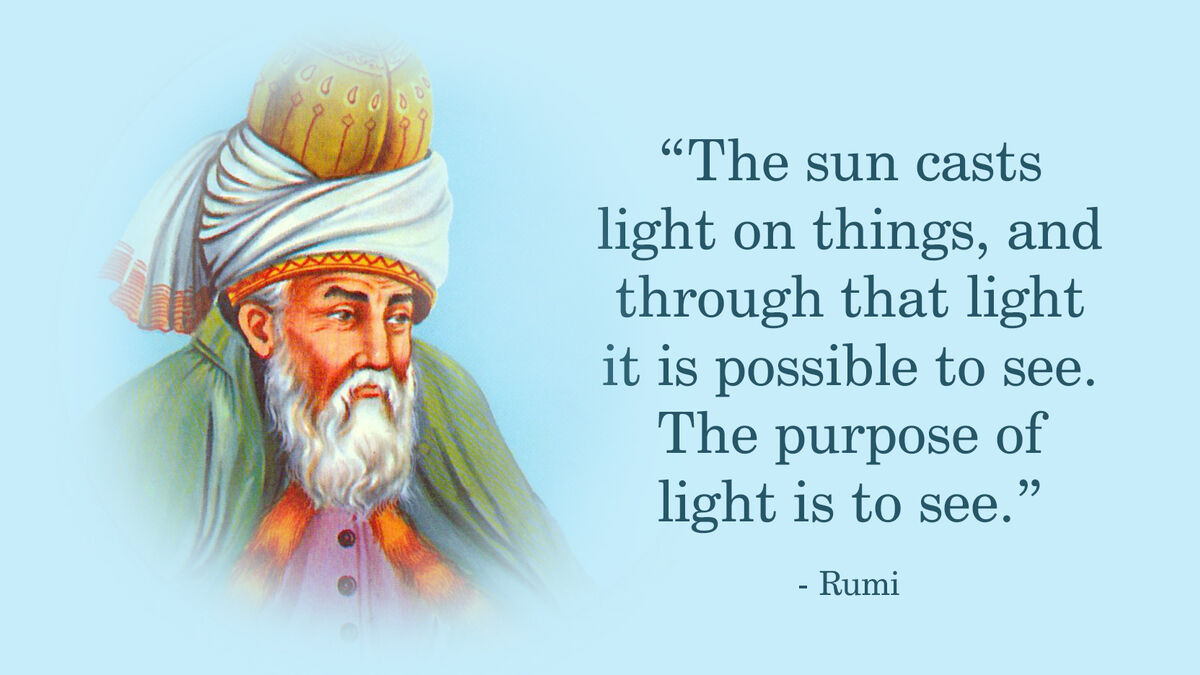 “The sun casts
light on things, and
through that light
it is possible to see.
The purpose of
light is to see.”
- Rumi